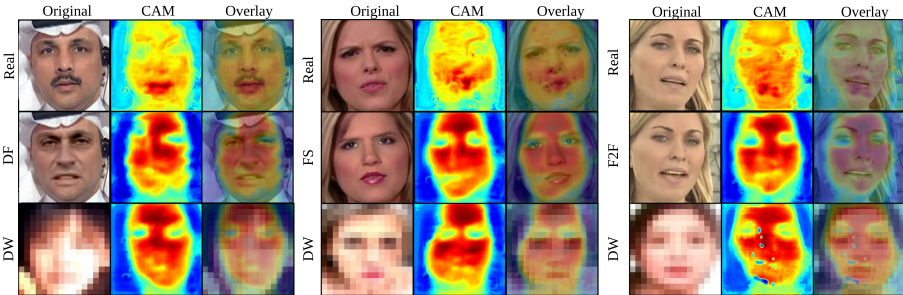 Original CAM Overlay Original CAM Overlay Original CAM Overlay
Real Real Real
DF FS F2F
DW DW DW